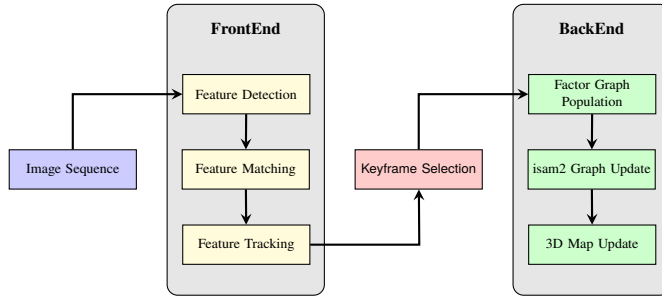 FrontEnd
BackEnd
Feature Detection
Factor Graph
Population
Image Sequence
Feature Matching
Keyframe Selection
isam2 Graph Update
Feature Tracking
3D Map Update